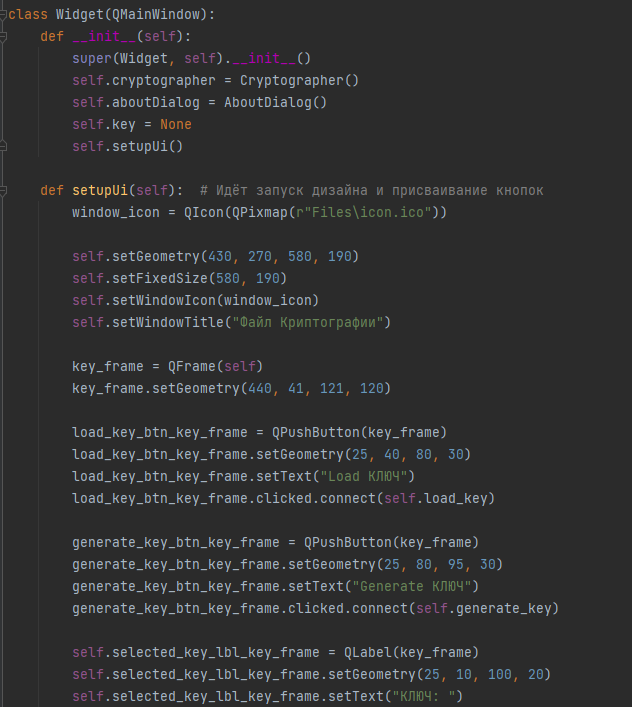 class Widget(QMainWindow):
    def __init__(self):
        super(Widget, self).__init__()
        self.cryptographer = Cryptographer()
        self.aboutDialog = AboutDialog()
        self.key = None
        self.setupUi()

    def setupUi(self):  # Идёт запуск дизайна и присваивание кнопок
        window_icon = QIcon(QPixmap(r"Files\icon.ico"))

        self.setGeometry(430, 270, 580, 190)
        self.setFixedSize(580, 190)
        self.setWindowIcon(window_icon)
        self.setWindowTitle("Файл Криптографии")

        key_frame = QFrame(self)
        key_frame.setGeometry(440, 41, 121, 120)

        load_key_btn_key_frame = QPushButton(key_frame)
        load_key_btn_key_frame.setGeometry(25, 40, 80, 30)
        load_key_btn_key_frame.setText("Load КЛЮЧ")
        load_key_btn_key_frame.clicked.connect(self.load_key)

        generate_key_btn_key_frame = QPushButton(key_frame)
        generate_key_btn_key_frame.setGeometry(25, 80, 95, 30)
        generate_key_btn_key_frame.setText("Generate КЛЮЧ")
        generate_key_btn_key_frame.clicked.connect(self.generate_key)

        self.selected_key_lbl_key_frame = QLabel(key_frame)
        self.selected_key_lbl_key_frame.setGeometry(25, 10, 100, 20)
        self.selected_key_lbl_key_frame.setText("КЛЮЧ: ")